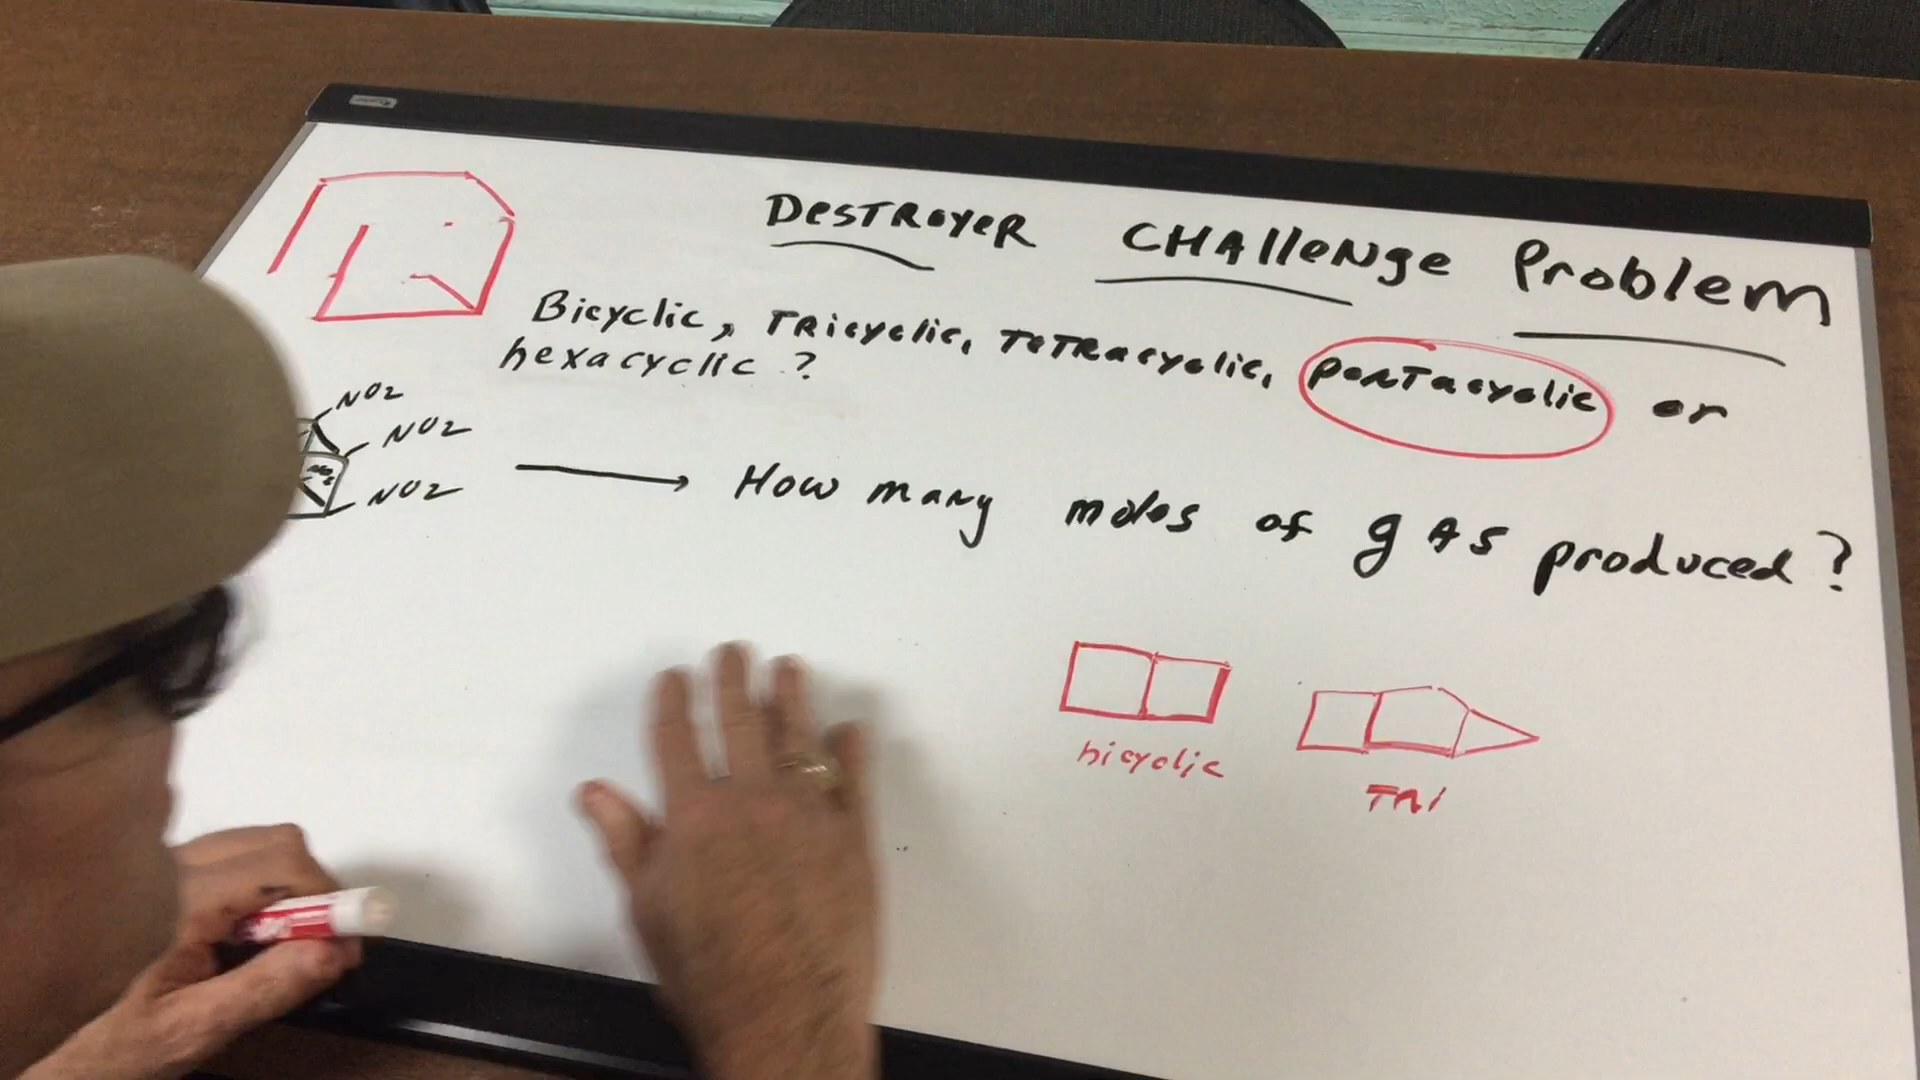 DESTROYER CHAllENge Problem
Bicyclic, TRicyclic, TeTRacyclic, penTacyclic or
hexacyclic ?
NO2
NO2
NO2
How many moles of gAS produced ?
bicyclic
TRI